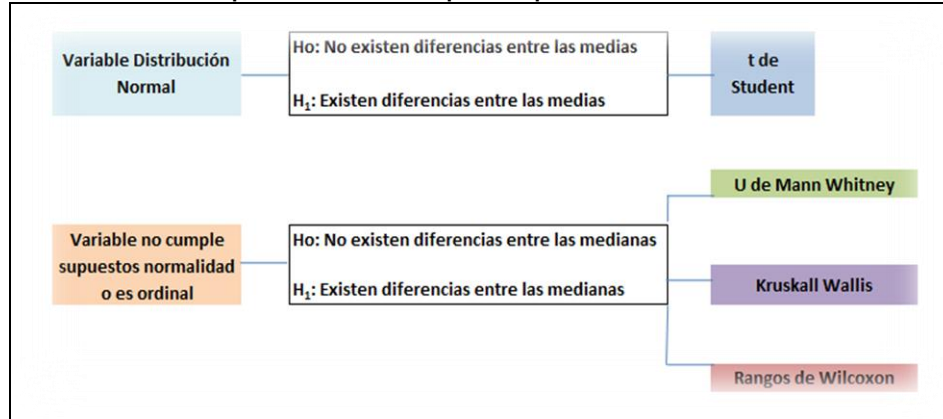 Variable Distribución
Normal
Ho: No existen diferencias entre las medias
H₁: Existen diferencias entre las medias
t de
Student
Variable no cumple
supuestos normalidad
o es ordinal
Ho: No existen diferencias entre las medianas
H₁: Existen diferencias entre las medianas
U de Mann Whitney
Kruskall Wallis
Rangos de Wilcoxon